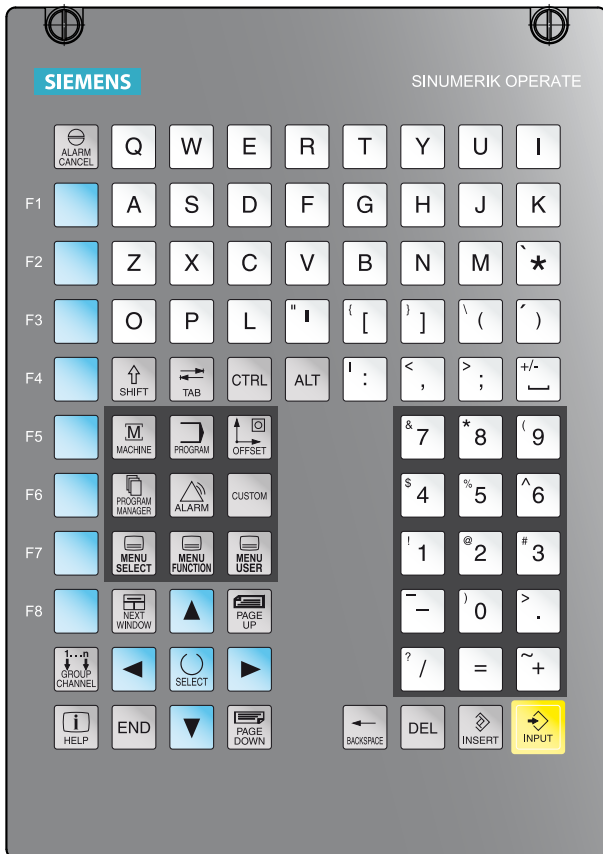 SIEMENS SINUMERIK OPERATE
ALARM CANCEL Q W E R T Y U I
F1 A S D F G H J K
F2 Z X C V B N M ` *
F3 O P L " ' { [ } ] \ ( ´ )
F4 SHIFT TAB CTRL ALT | : < , > ; +/-
F5 M MACHINE PROGRAM OFFSET & 7 * 8 ( 9
F6 PROGRAM MANAGER ALARM CUSTOM $ 4 % 5 ^ 6
F7 MENU SELECT MENU FUNCTION MENU USER ! 1 @ 2 # 3
F8 NEXT WINDOW PAGE UP _ - ) 0 > .
1...n GROUP CHANNEL SELECT ? / = ~ +
i HELP END PAGE DOWN BACKSPACE DEL INSERT INPUT